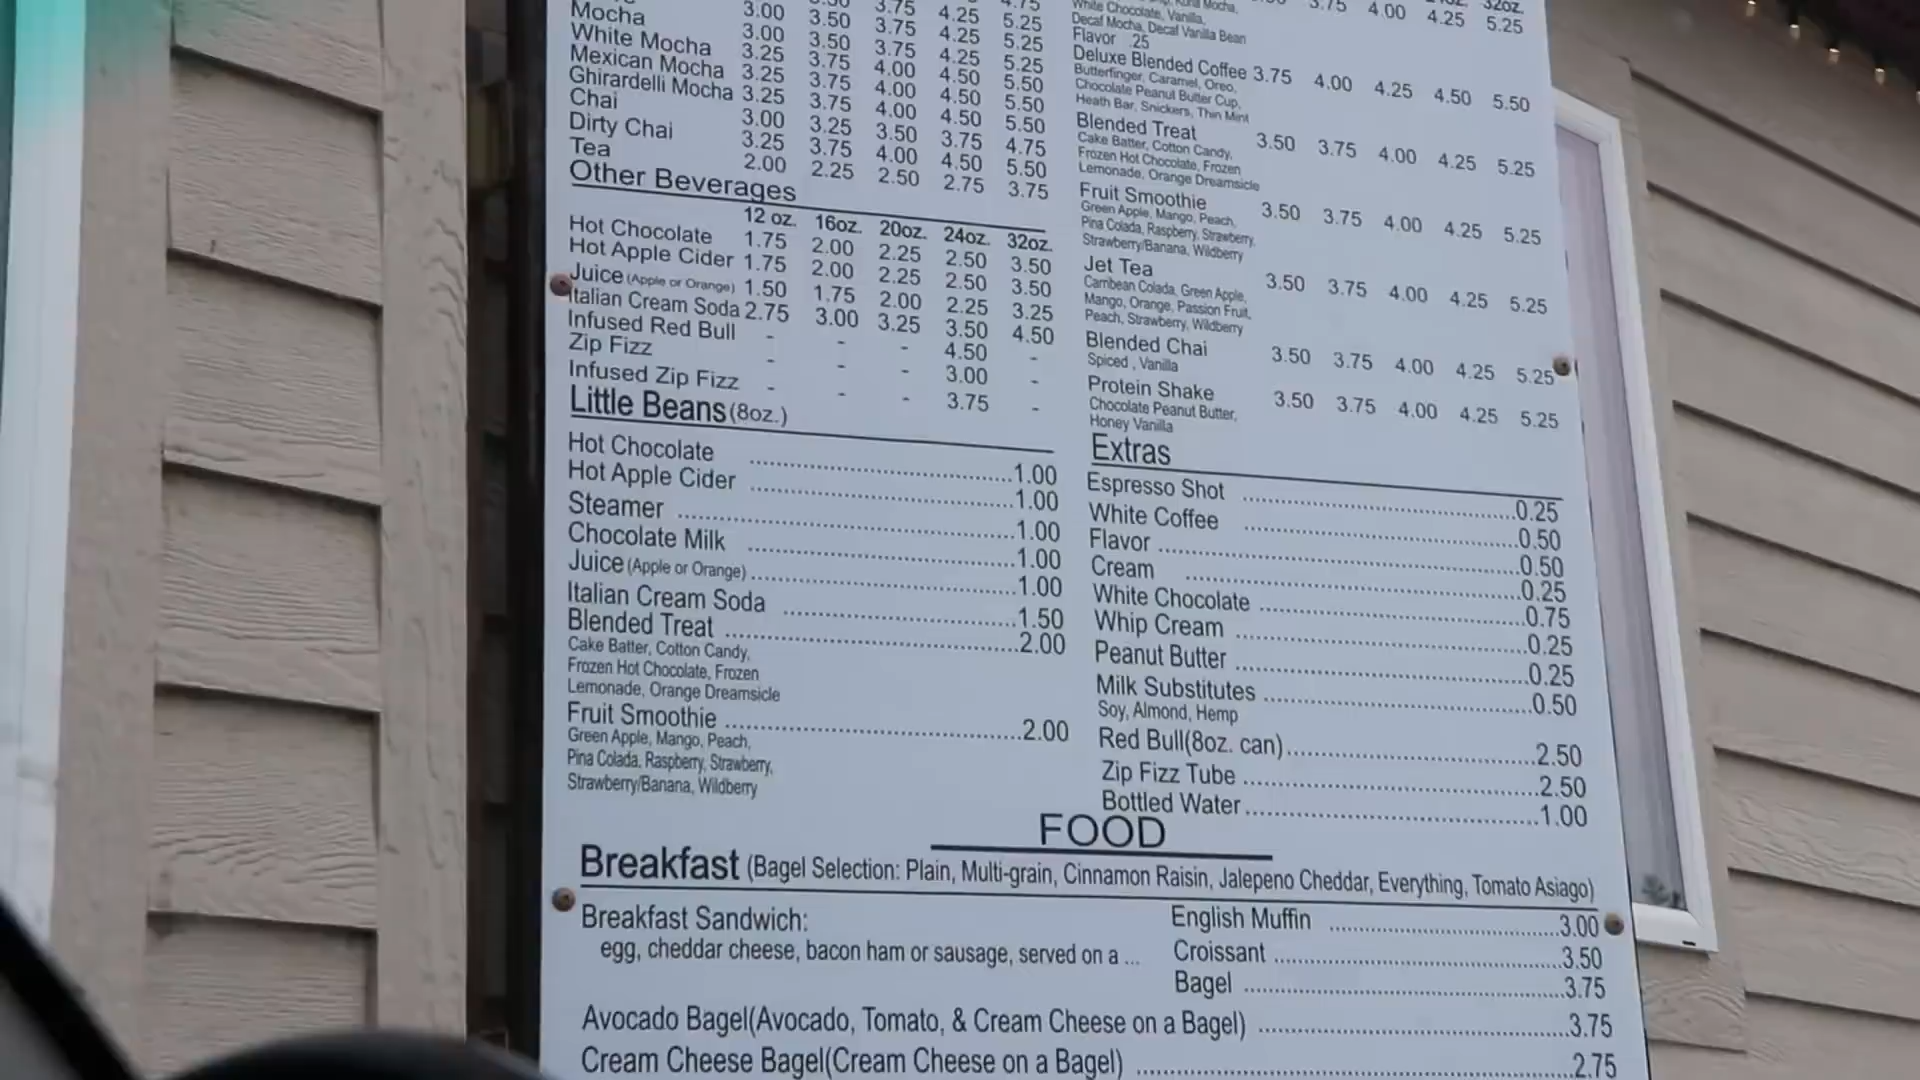 Mocha 3.00 3.50 3.75 4.25 5.25
White Mocha 3.00 3.50 3.75 4.25 5.25
Mexican Mocha 3.25 3.75 4.00 4.50 5.50
Ghirardelli Mocha 3.25 3.75 4.00 4.50 5.50
Chai 3.00 3.25 3.50 3.75 4.75
Dirty Chai 3.25 3.75 4.00 4.50 5.50
Tea 2.00 2.25 2.50 2.75 3.75
Other Beverages
12 oz. 16oz. 20oz. 24oz. 32oz.
Hot Chocolate 1.75 2.00 2.25 2.50 3.50
Hot Apple Cider 1.75 2.00 2.25 2.50 3.50
Juice (Apple or Orange) 1.50 1.75 2.00 2.25 3.25
Italian Cream Soda 2.75 3.00 3.25 3.50 4.50
Infused Red Bull - - - 4.50 -
Zip Fizz - - - 3.00 -
Infused Zip Fizz - - - 3.75 -
Little Beans (8oz.)
Hot Chocolate 1.00
Hot Apple Cider 1.00
Steamer 1.00
Chocolate Milk 1.00
Juice (Apple or Orange) 1.00
Italian Cream Soda 1.50
Blended Treat 2.00
Cake Batter, Cotton Candy,
Frozen Hot Chocolate, Frozen
Lemonade, Orange Dreamsicle
Fruit Smoothie 2.00
Green Apple, Mango, Peach,
Pina Colada, Raspberry, Strawberry,
Strawberry/Banana, Wildberry
32oz.
3.75 4.00 4.25 5.25
White Chocolate, Vanilla,
Decaf Mocha, Decaf Vanilla Bean
Flavor .25
Deluxe Blended Coffee 3.75 4.00 4.25 4.50 5.50
Butterfinger, Caramel, Oreo,
Chocolate Peanut Butter Cup,
Heath Bar, Snickers, Thin Mint
Blended Treat 3.50 3.75 4.00 4.25 5.25
Cake Batter, Cotton Candy,
Frozen Hot Chocolate, Frozen
Lemonade, Orange Dreamsicle
Fruit Smoothie 3.50 3.75 4.00 4.25 5.25
Green Apple, Mango, Peach,
Pina Colada, Raspberry, Strawberry,
Strawberry/Banana, Wildberry
Jet Tea 3.50 3.75 4.00 4.25 5.25
Carribean Colada, Green Apple,
Mango, Orange, Passion Fruit,
Peach, Strawberry, Wildberry
Blended Chai 3.50 3.75 4.00 4.25 5.25
Spiced , Vanilla
Protein Shake 3.50 3.75 4.00 4.25 5.25
Chocolate Peanut Butter,
Honey Vanilla
Extras
Espresso Shot 0.25
White Coffee 0.50
Flavor 0.50
Cream 0.25
White Chocolate 0.75
Whip Cream 0.25
Peanut Butter 0.25
Milk Substitutes 0.50
Soy, Almond, Hemp
Red Bull(8oz. can) 2.50
Zip Fizz Tube 2.50
Bottled Water 1.00
FOOD
Breakfast (Bagel Selection: Plain, Multi-grain, Cinnamon Raisin, Jalepeno Cheddar, Everything, Tomato Asiago)
Breakfast Sandwich: English Muffin 3.00
egg, cheddar cheese, bacon ham or sausage, served on a ... Croissant 3.50
Bagel 3.75
Avocado Bagel(Avocado, Tomato, & Cream Cheese on a Bagel) 3.75
Cream Cheese Bagel(Cream Cheese on a Bagel) 2.75